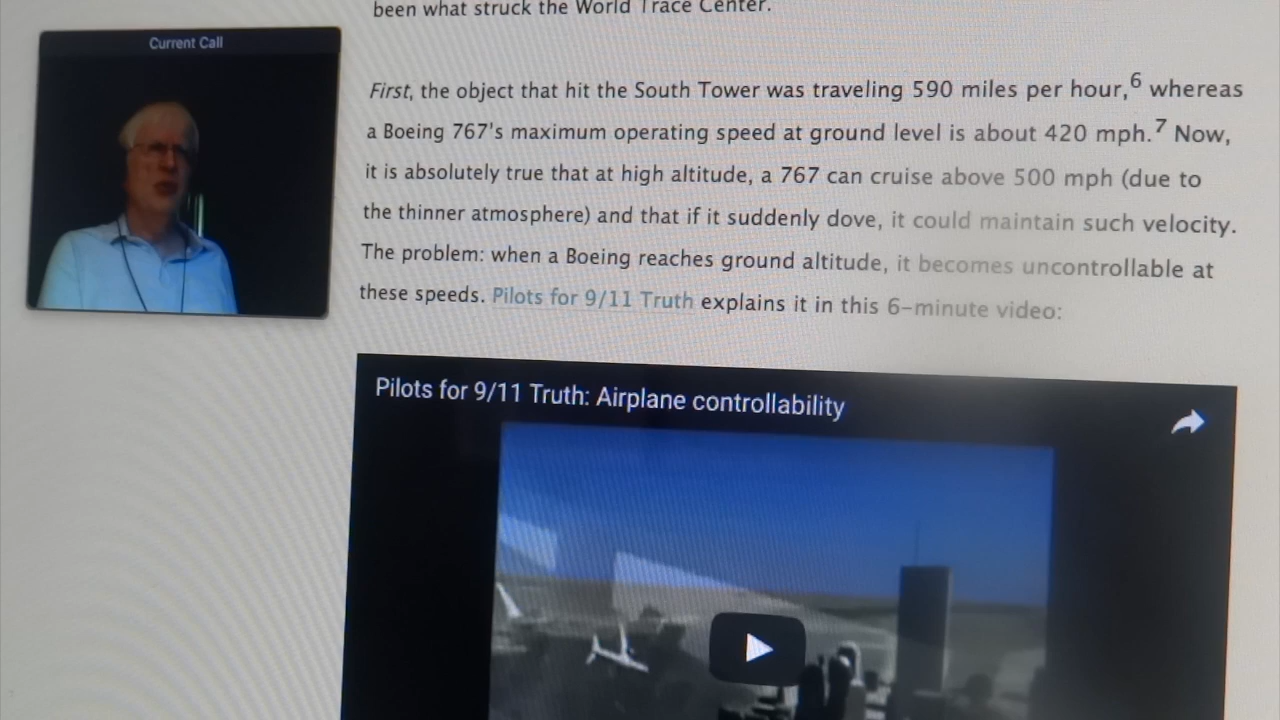 been what struck the World Trace Center.
Current Call
First, the object that hit the South Tower was traveling 590 miles per hour,6 whereas
a Boeing 767's maximum operating speed at ground level is about 420 mph.7 Now,
it is absolutely true that at high altitude, a 767 can cruise above 500 mph (due to
the thinner atmosphere) and that if it suddenly dove, it could maintain such velocity.
The problem: when a Boeing reaches ground altitude, it becomes uncontrollable at
these speeds. Pilots for 9/11 Truth explains it in this 6-minute video:
Pilots for 9/11 Truth: Airplane controllability